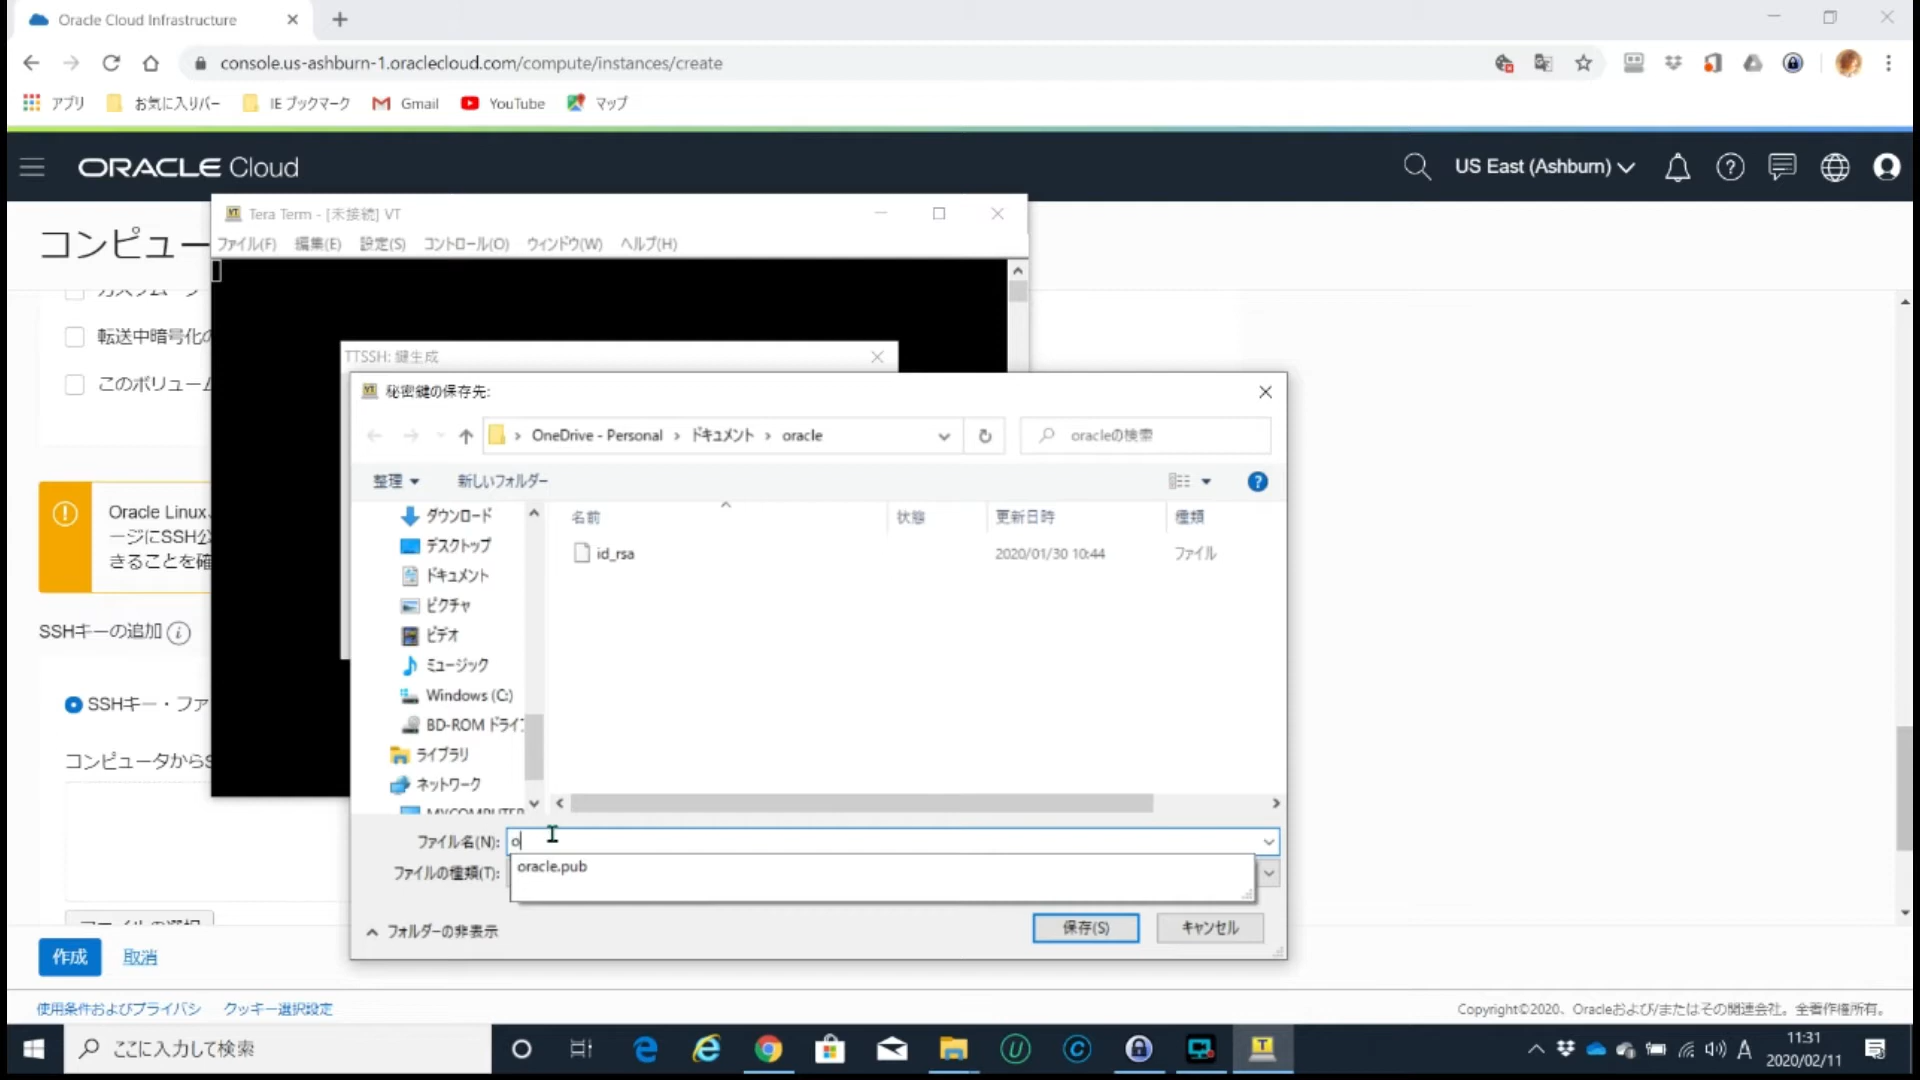 Oracle Cloud Infrastructure
console.us-ashburn-1.oraclecloud.com/compute/instances/create
アプリ お気に入りバー IE ブックマーク Gmail YouTube マップ
ORACLE Cloud
US East (Ashburn)
コンピュー
Tera Term - [未接続] VT
ファイル(F) 編集(E) 設定(S) コントロール(O) ウィンドウ(W) ヘルプ(H)
転送中暗号化の
このボリューム
TTSSH: 鍵生成
秘密鍵の保存先:
OneDrive - Personal › ドキュメント › oracle
oracleの検索
整理 新しいフォルダー
名前 状態 更新日時 種類
id_rsa 2020/01/30 10:44 ファイル
ダウンロード
デスクトップ
ドキュメント
ピクチャ
ビデオ
ミュージック
Windows (C:)
BD-ROM ドライ
ライブラリ
ネットワーク
MYCOMPUTER
Oracle Linux、
ージにSSH公
きることを確
SSHキーの追加
SSHキー・ファ
コンピュータからS
ファイル名(N): o
oracle.pub
ファイルの種類(T):
フォルダーの非表示
保存(S) キャンセル
作成 取消
使用条件およびプライバシ クッキー選択設定
Copyright©2020、Oracleおよび/またはその関連会社。全著作権所有。
ここに入力して検索
A
11:31
2020/02/11